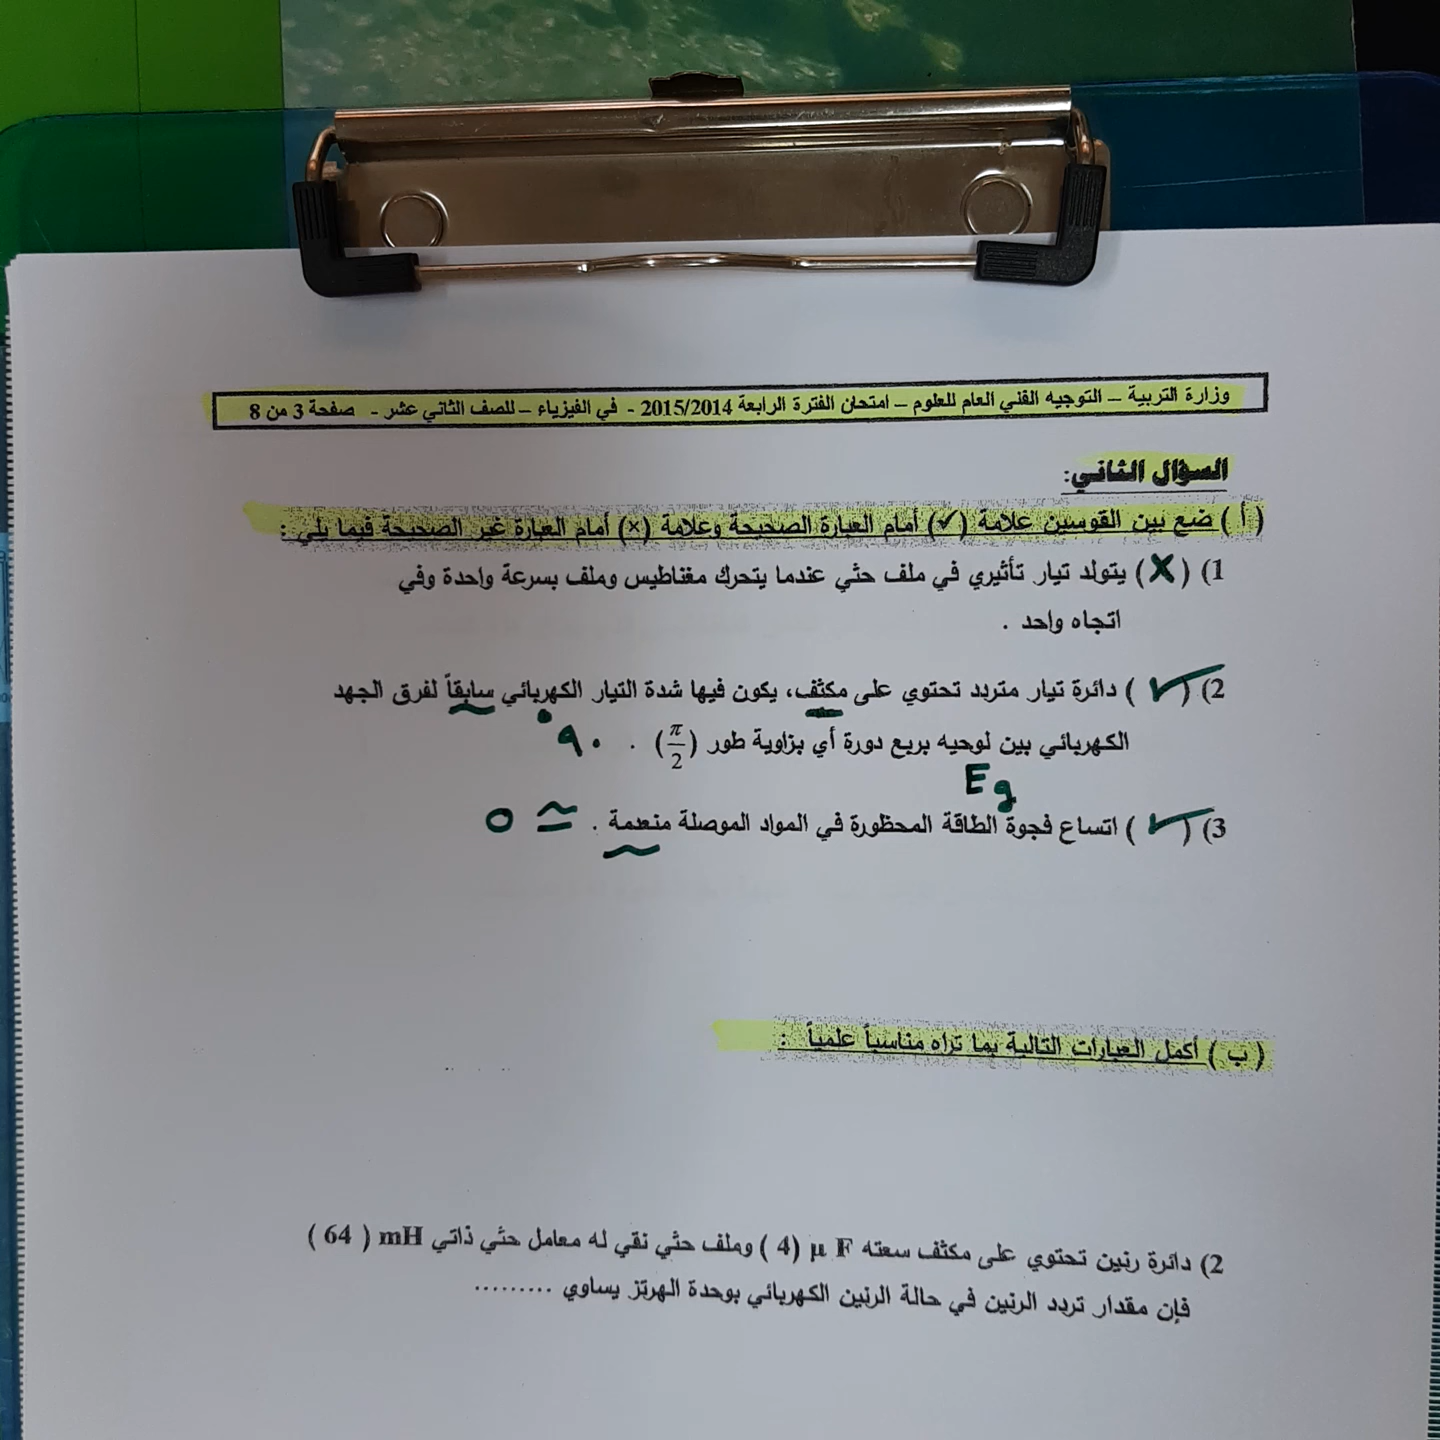 وزارة التربية – التوجيه الفني العام للعلوم – امتحان الفترة الرابعة 2015/2014 - في الفيزياء – للصف الثاني عشر - صفحة 3 من 8
السؤال الثاني:
( أ ) ضع بين القوسين علامة (✓) أمام العبارة الصحيحة وعلامة (×) أمام العبارة غير الصحيحة فيما يلي :
1) (X) يتولد تيار تأثيري في ملف حثي عندما يتحرك مغناطيس وملف بسرعة واحدة وفي
اتجاه واحد .
2) (✓) دائرة تيار متردد تحتوي على مكثف، يكون فيها شدة التيار الكهربائي سابقاً لفرق الجهد
الكهربائي بين لوحيه بربع دورة أي بزاوية طور (π/2) . ٩٠°
Eg
3) (✓) اتساع فجوة الطاقة المحظورة في المواد الموصلة منعدمة . ≃ 0
( ب ) أكمل العبارات التالية بما تراه مناسباً علمياً :
2) دائرة رنين تحتوي على مكثف سعته μ F (4) وملف حثي نقي له معامل حثي ذاتي mH ( 64 )
فإن مقدار تردد الرنين في حالة الرنين الكهربائي بوحدة الهرتز يساوي .........